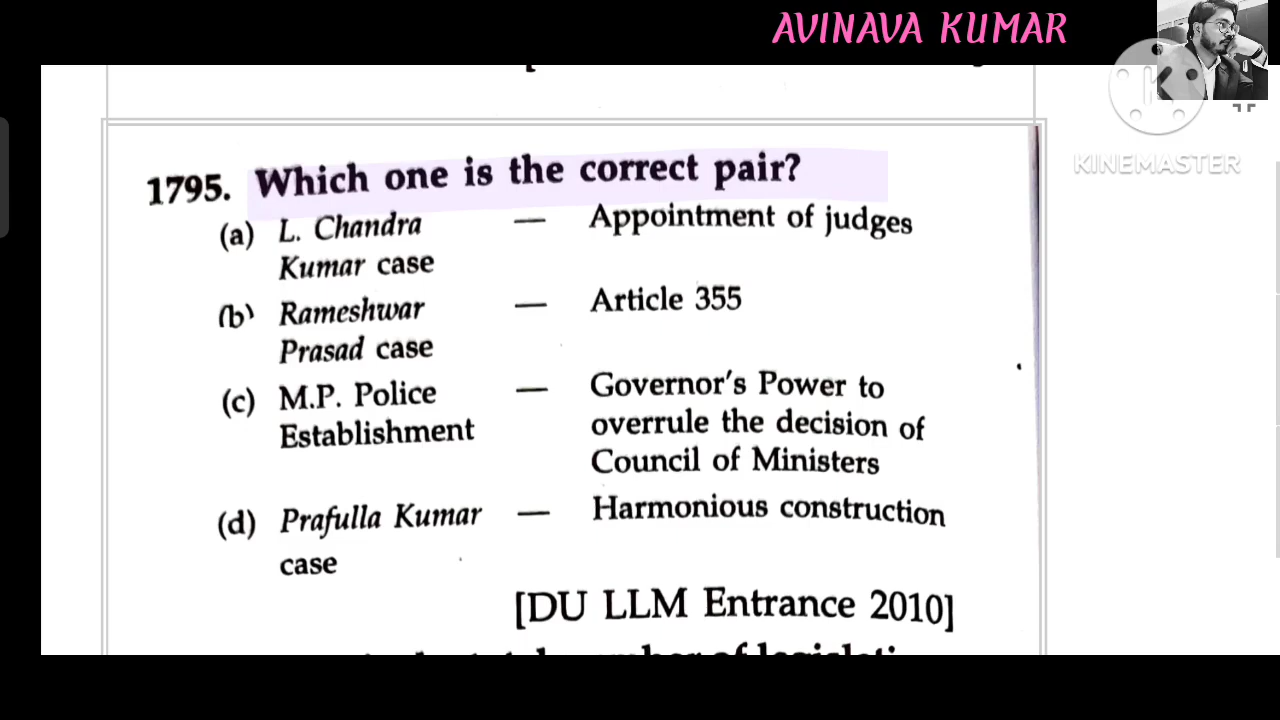 AVINAVA KUMAR
KINEMASTER
1795. Which one is the correct pair?
(a) L. Chandra — Appointment of judges
Kumar case
(b) Rameshwar — Article 355
Prasad case
(c) M.P. Police — Governor's Power to
Establishment overrule the decision of
Council of Ministers
(d) Prafulla Kumar — Harmonious construction
case
[DU LLM Entrance 2010]